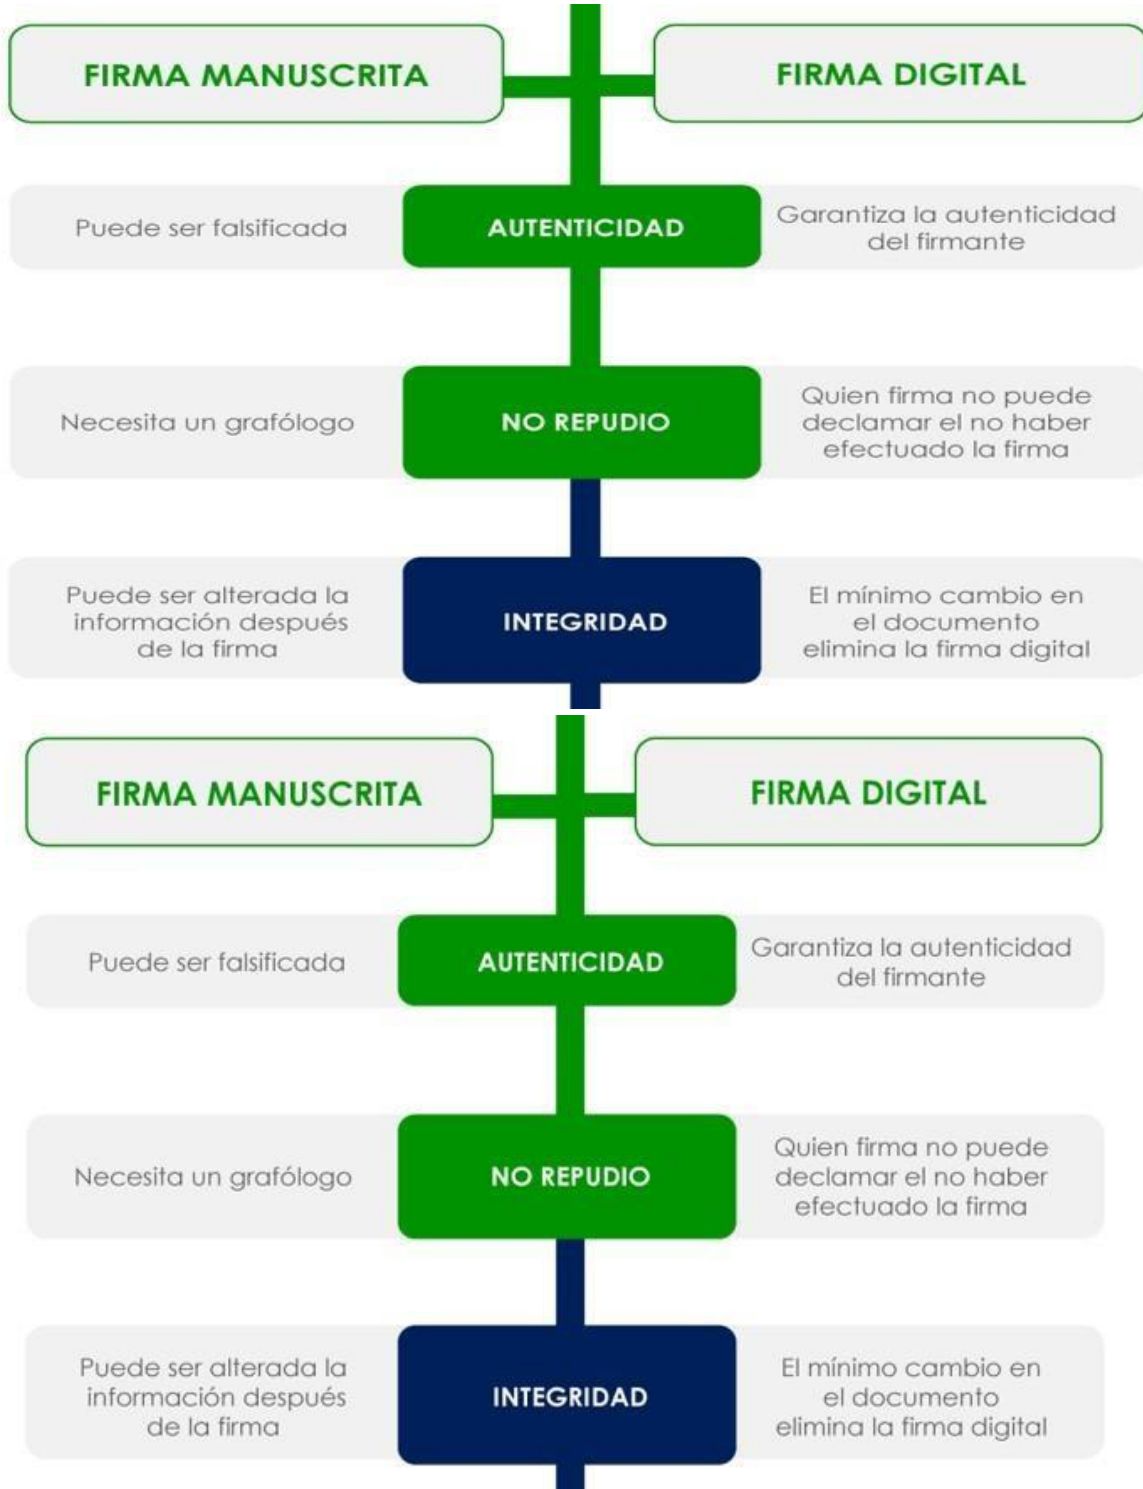 FIRMA MANUSCRITA
FIRMA DIGITAL
Puede ser falsificada
AUTENTICIDAD
Garantiza la autenticidad
del firmante
Necesita un grafólogo
NO REPUDIO
Quien firma no puede
declamar el no haber
efectuado la firma
Puede ser alterada la
información después
de la firma
INTEGRIDAD
El mínimo cambio en
el documento
elimina la firma digital
FIRMA MANUSCRITA
FIRMA DIGITAL
Puede ser falsificada
AUTENTICIDAD
Garantiza la autenticidad
del firmante
Necesita un grafólogo
NO REPUDIO
Quien firma no puede
declamar el no haber
efectuado la firma
Puede ser alterada la
información después
de la firma
INTEGRIDAD
El mínimo cambio en
el documento
elimina la firma digital